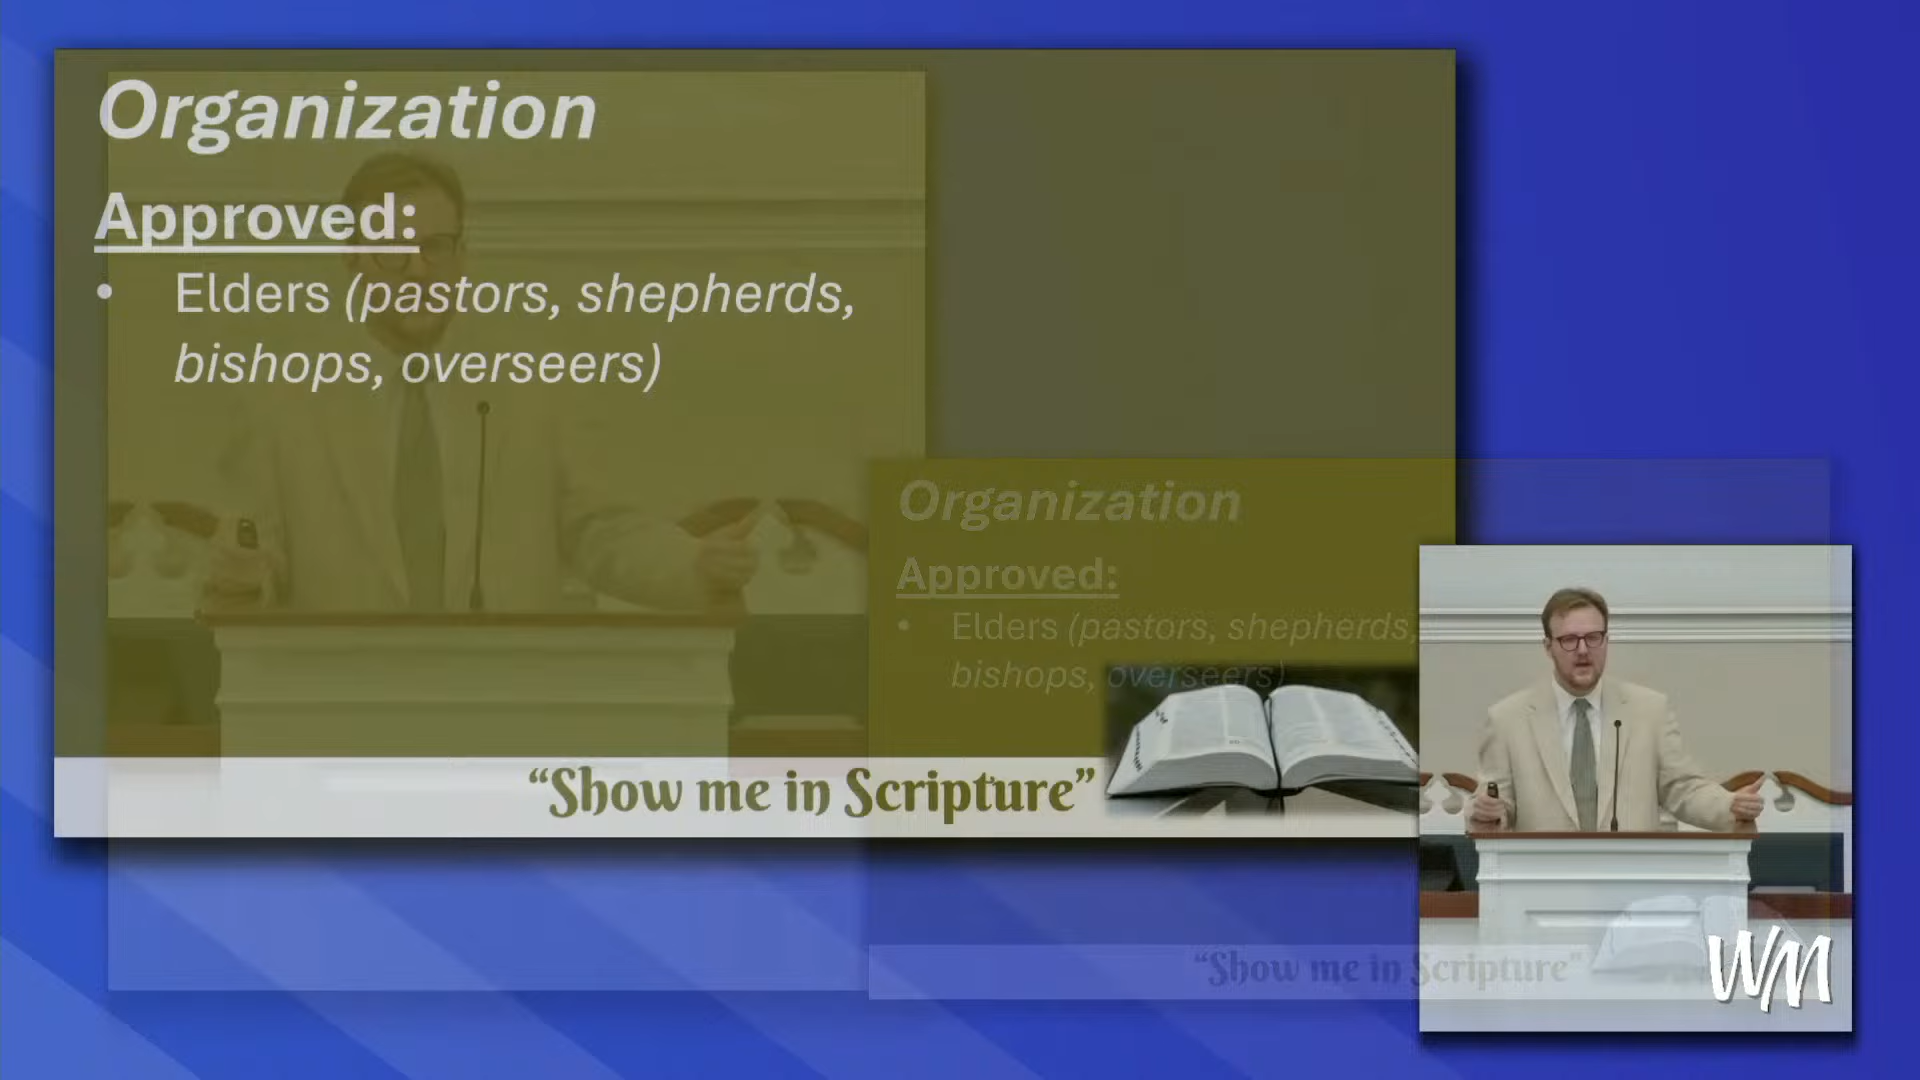 Organization
Approved:
• Elders (pastors, shepherds,
bishops, overseers)
“Show me in Scripture”
Organization
Approved:
• Elders (pastors, shepherds,
bishops, overseers)
“Show me in Scripture”
WM